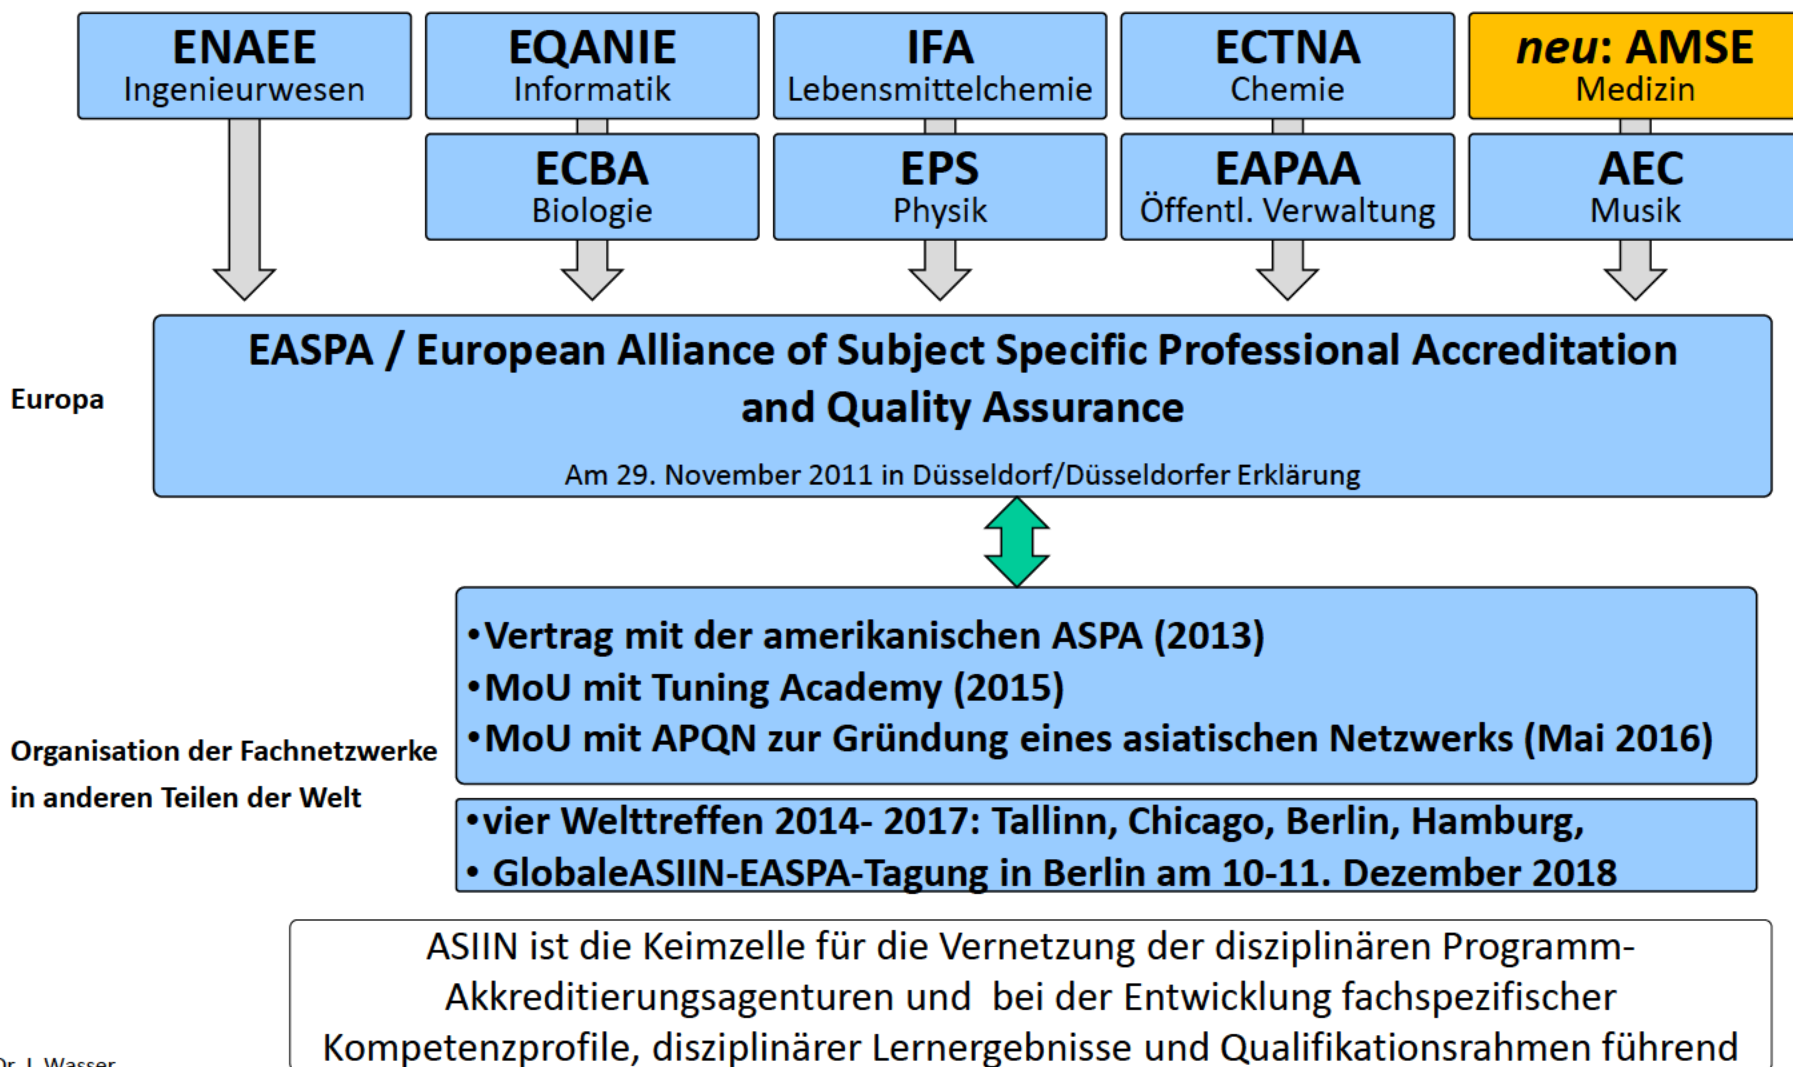 ENAEE
Ingenieurwesen
EQANIE
Informatik
IFA
Lebensmittelchemie
ECTNA
Chemie
neu: AMSE
Medizin
ECBA
Biologie
EPS
Physik
EAPAA
Öffentl. Verwaltung
AEC
Musik
Europa
EASPA / European Alliance of Subject Specific Professional Accreditation
and Quality Assurance
Am 29. November 2011 in Düsseldorf/Düsseldorfer Erklärung
Organisation der Fachnetzwerke
in anderen Teilen der Welt
•Vertrag mit der amerikanischen ASPA (2013)
•MoU mit Tuning Academy (2015)
•MoU mit APQN zur Gründung eines asiatischen Netzwerks (Mai 2016)
•vier Welttreffen 2014- 2017: Tallinn, Chicago, Berlin, Hamburg,
• GlobaleASIIN-EASPA-Tagung in Berlin am 10-11. Dezember 2018
ASIIN ist die Keimzelle für die Vernetzung der disziplinären Programm-
Akkreditierungsagenturen und bei der Entwicklung fachspezifischer
Kompetenzprofile, disziplinärer Lernergebnisse und Qualifikationsrahmen führend
Wasser